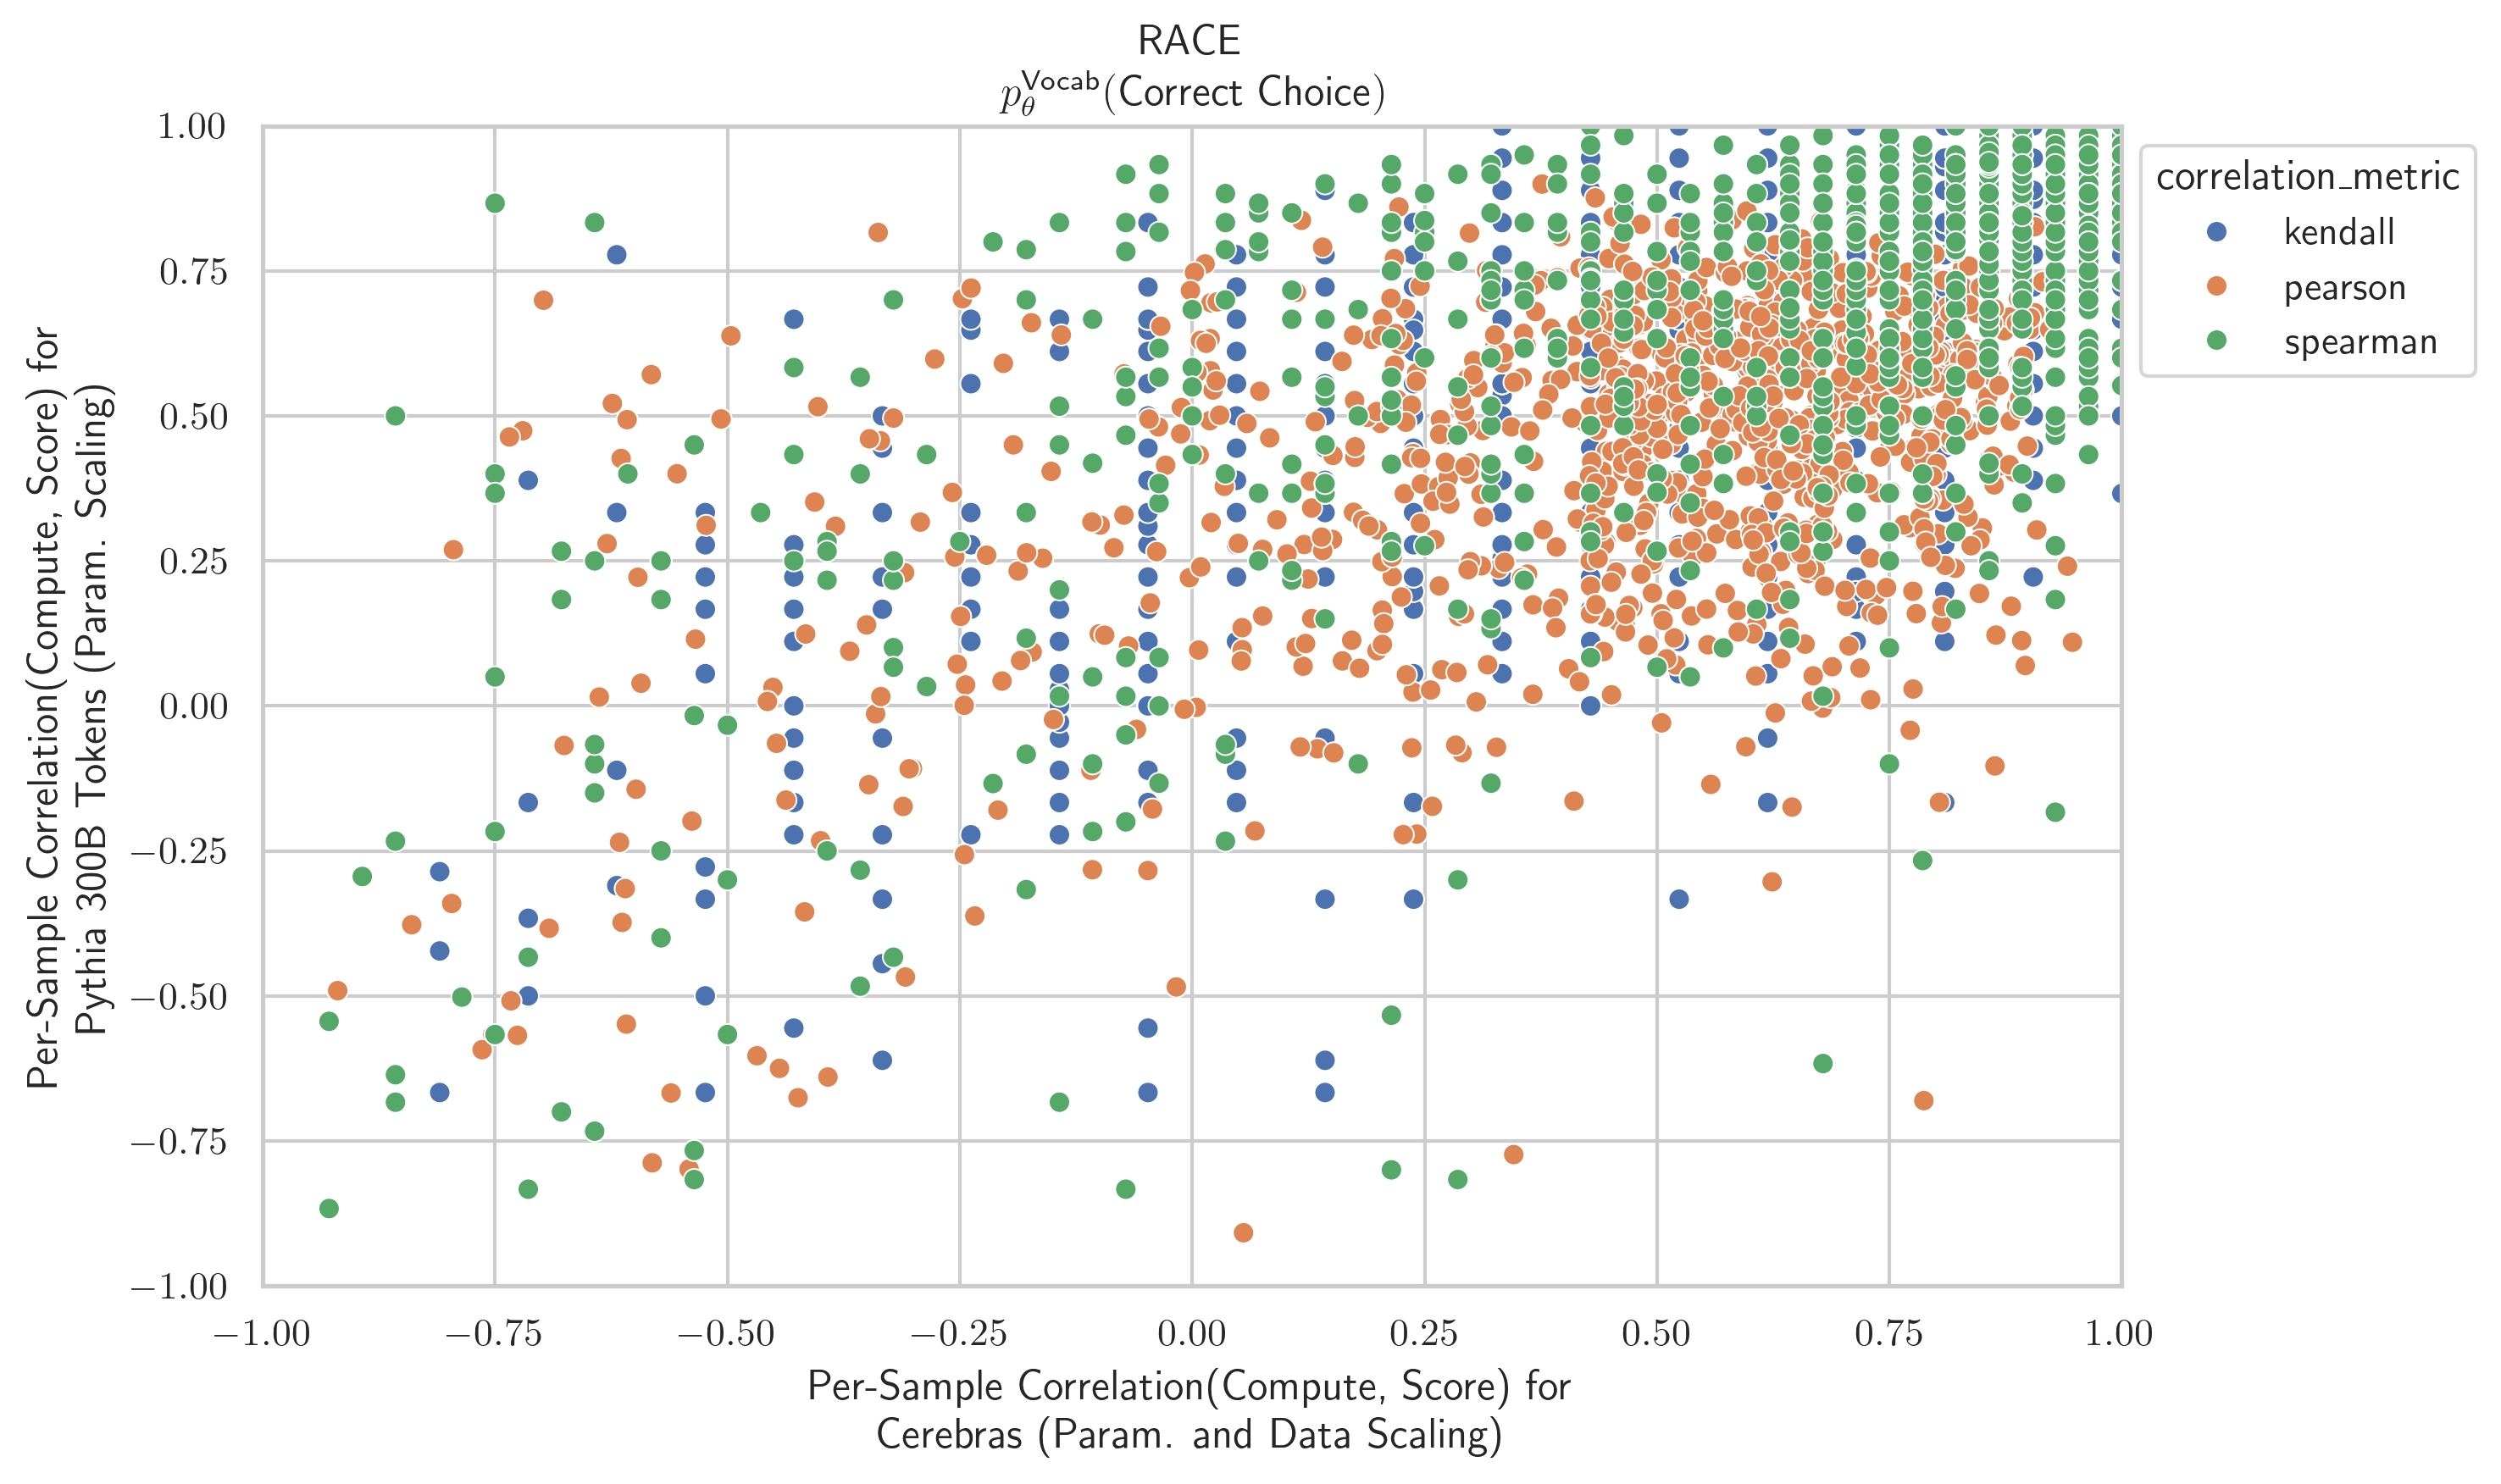 RACE
p_θ^Vocab(Correct Choice)
1.00
0.75
0.50
0.25
0.00
−0.25
−0.50
−0.75
−1.00
Per-Sample Correlation(Compute, Score) for
Pythia 300B Tokens (Param. Scaling)
−1.00 −0.75 −0.50 −0.25 0.00 0.25 0.50 0.75 1.00
Per-Sample Correlation(Compute, Score) for
Cerebras (Param. and Data Scaling)
correlation_metric
kendall
pearson
spearman